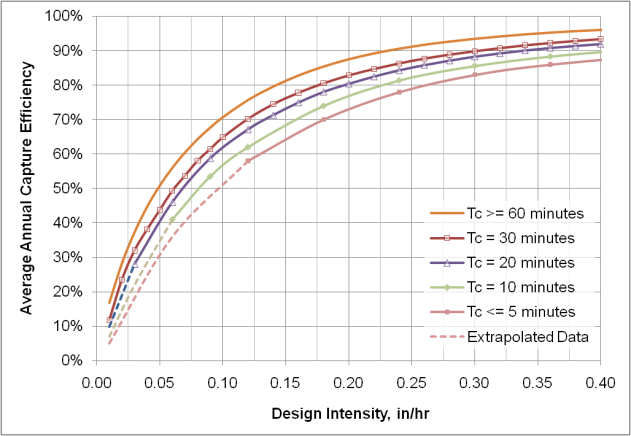 100%
90%
80%
70%
60%
50%
40%
30%
20%
10%
0%
Average Annual Capture Efficiency
Tc >= 60 minutes
Tc = 30 minutes
Tc = 20 minutes
Tc = 10 minutes
Tc <= 5 minutes
Extrapolated Data
0.00 0.05 0.10 0.15 0.20 0.25 0.30 0.35 0.40
Design Intensity, in/hr